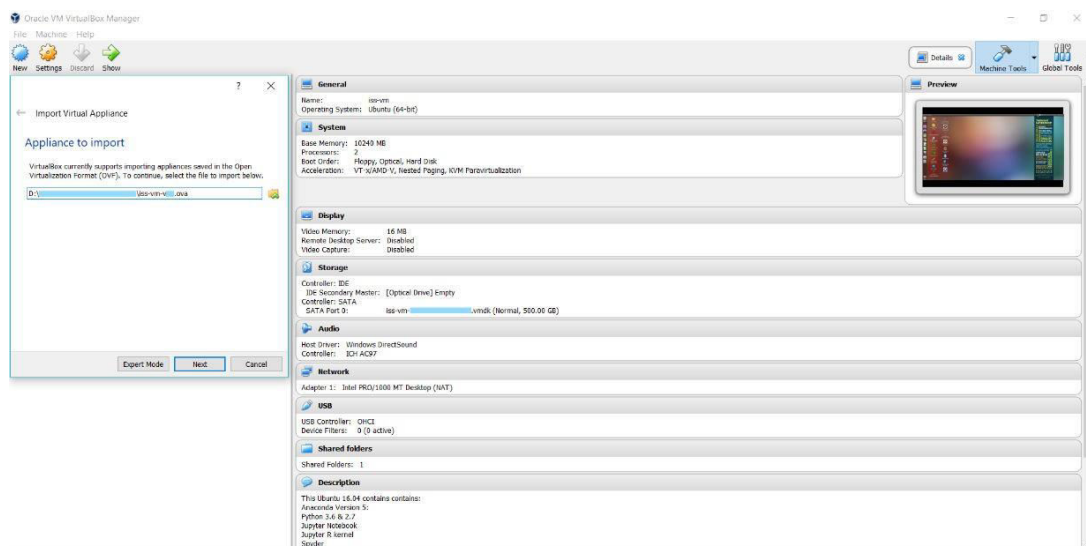 Oracle VM VirtualBox Manager
File Machine Help
New Settings Discard Show
Details
Machine Tools
Global Tools
? ×
Import Virtual Appliance
Appliance to import
VirtualBox currently supports importing appliances saved in the Open
Virtualization Format (OVF). To continue, select the file to import below.
D:\ \iss-vm-v .ova
Expert Mode Next Cancel
General
Name: iss-vm
Operating System: Ubuntu (64-bit)
System
Base Memory: 10240 MB
Processors: 2
Boot Order: Floppy, Optical, Hard Disk
Acceleration: VT-x/AMD-V, Nested Paging, KVM Paravirtualization
Preview
Display
Video Memory: 16 MB
Remote Desktop Server: Disabled
Video Capture: Disabled
Storage
Controller: IDE
IDE Secondary Master: [Optical Drive] Empty
Controller: SATA
SATA Port 0: iss-vm- .vmdk (Normal, 500.00 GB)
Audio
Host Driver: Windows DirectSound
Controller: ICH AC97
Network
Adapter 1: Intel PRO/1000 MT Desktop (NAT)
USB
USB Controller: OHCI
Device Filters: 0 (0 active)
Shared folders
Shared Folders: 1
Description
This Ubuntu 16.04 contains contains:
Anaconda Version 5:
Python 3.6 & 2.7
Jupyter Notebook
Jupyter R kernel
Spyder